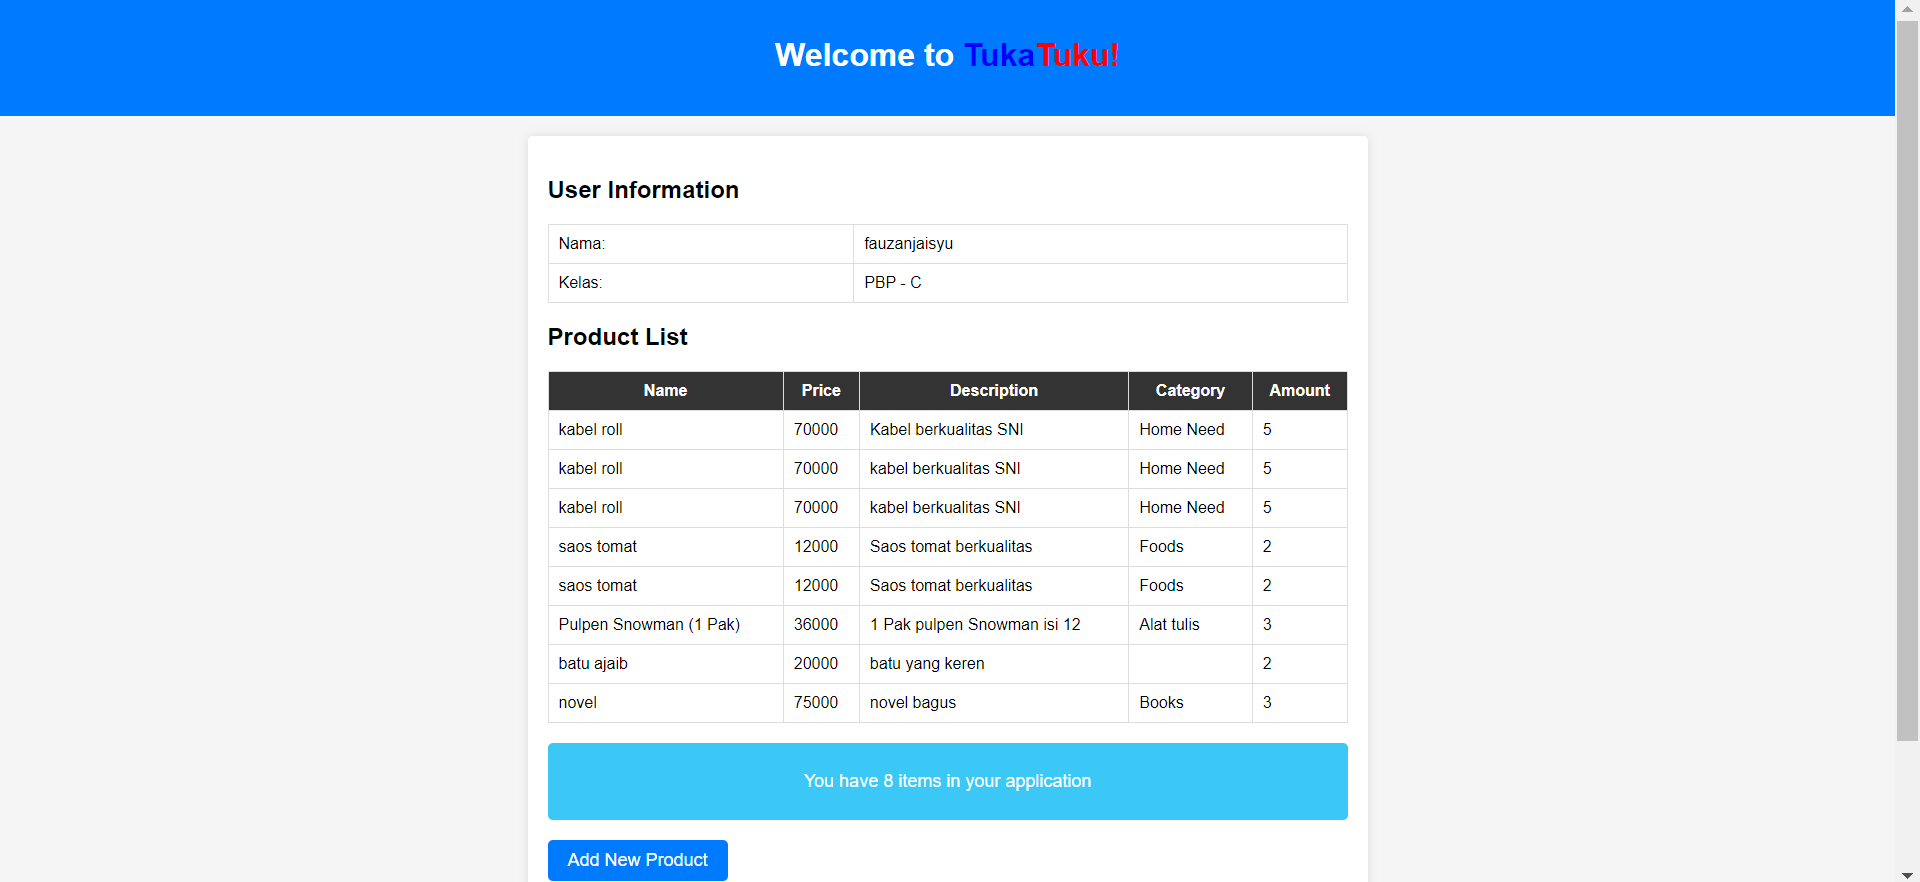 Welcome to TukaTuku!
User Information
Nama: fauzanjaisyu
Kelas: PBP - C
Product List
Name Price Description Category Amount
kabel roll 70000 Kabel berkualitas SNI Home Need 5
kabel roll 70000 kabel berkualitas SNI Home Need 5
kabel roll 70000 kabel berkualitas SNI Home Need 5
saos tomat 12000 Saos tomat berkualitas Foods 2
saos tomat 12000 Saos tomat berkualitas Foods 2
Pulpen Snowman (1 Pak) 36000 1 Pak pulpen Snowman isi 12 Alat tulis 3
batu ajaib 20000 batu yang keren 2
novel 75000 novel bagus Books 3
You have 8 items in your application
Add New Product